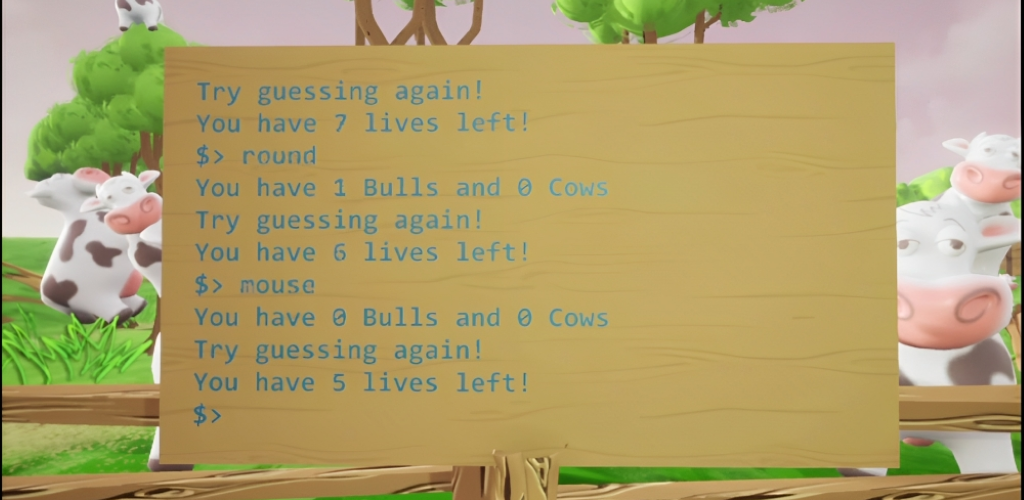 Try guessing again!
You have 7 lives left!
$> round
You have 1 Bulls and 0 Cows
Try guessing again!
You have 6 lives left!
$> mouse
You have 0 Bulls and 0 Cows
Try guessing again!
You have 5 lives left!
$>